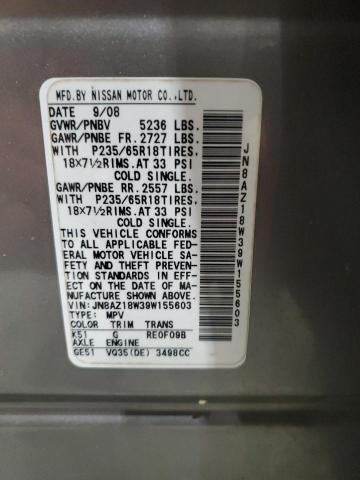 MFD.BY NISSAN MOTOR CO.,LTD.
DATE 9/08
GVWR/PNBV 5236 LBS.
GAWR/PNBE FR. 2727 LBS.
WITH P235/65R18TIRES.
18X7½RIMS.AT 33 PSI
COLD SINGLE.
GAWR/PNBE RR. 2557 LBS.
WITH P235/65R18TIRES.
18X7½RIMS.AT 33 PSI
COLD SINGLE.
THIS VEHICLE CONFORMS
TO ALL APPLICABLE FED-
ERAL MOTOR VEHICLE
SAFETY AND THEFT PREV-
ENTION STANDARDS IN EFF-
ECT ON THE DATE OF MA-
NUFACTURE SHOWN ABOVE.
VIN:JN8AZ18W39W155603
TYPE: MPV
COLOR TRIM TRANS
K51 G RE0F09B
AXLE ENGINE
GE51 VQ35(DE) 3498CC
JN8AZ18W39W155603